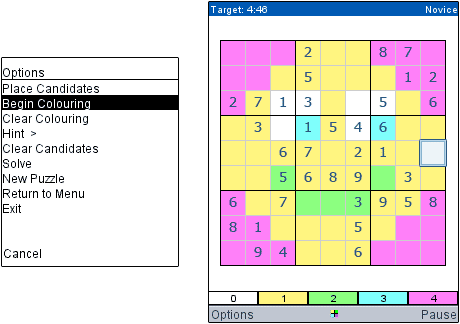 Options
Place Candidates
Begin Colouring
Clear Colouring
Hint >
Clear Candidates
Solve
New Puzzle
Return to Menu
Exit
Cancel
Target: 4:46 Novice
2 8 7
5 1 2
2 7 1 3 5 6
3 1 5 4 6
6 7 2 1
5 6 8 9 3
6 7 3 9 5 8
8 1 5
9 4 6
0 1 2 3 4
Options Pause